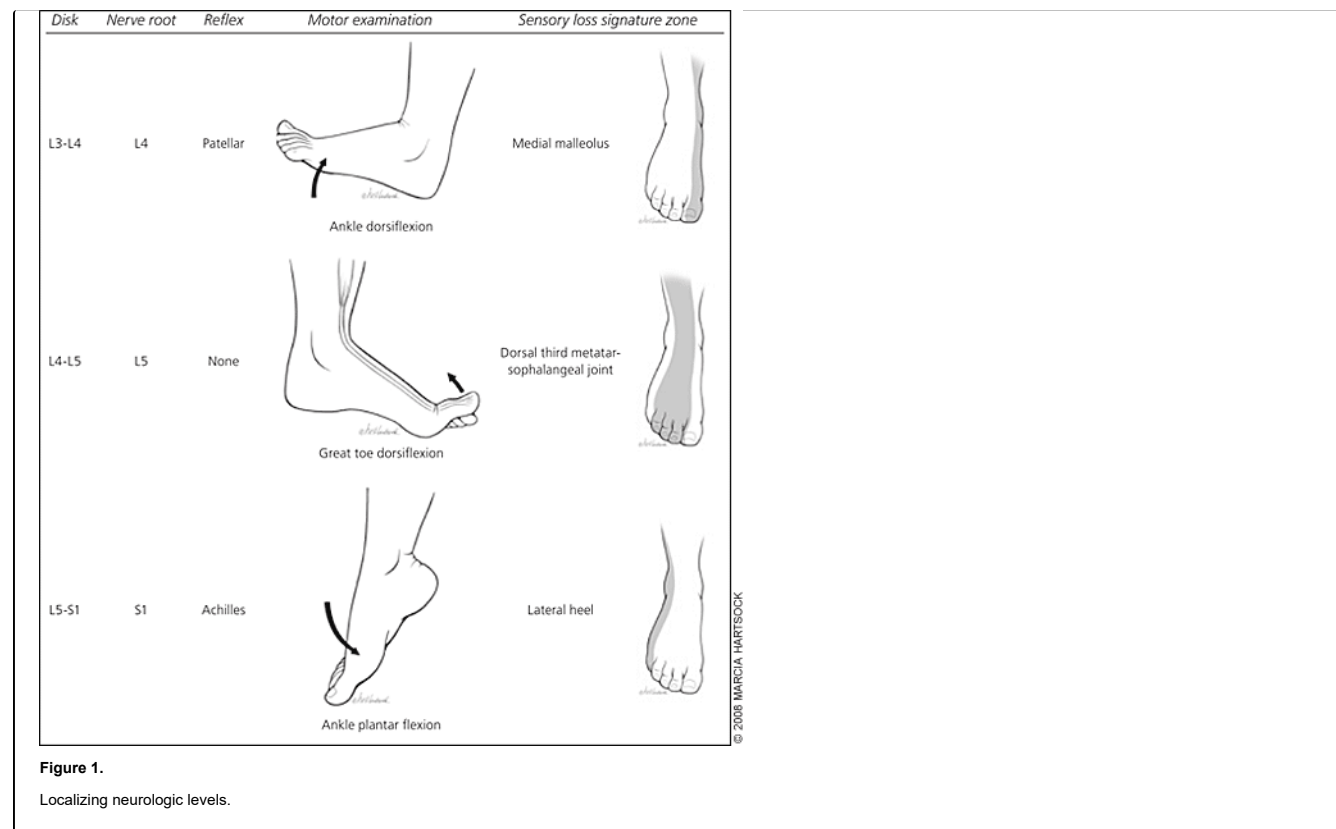 Disk Nerve root Reflex Motor examination Sensory loss signature zone
L3-L4 L4 Patellar Medial malleolus
Ankle dorsiflexion
L4-L5 L5 None Dorsal third metatar-
sophalangeal joint
Great toe dorsiflexion
L5-S1 S1 Achilles Lateral heel
Ankle plantar flexion
© 2008 MARCIA HARTSOCK
Figure 1.
Localizing neurologic levels.